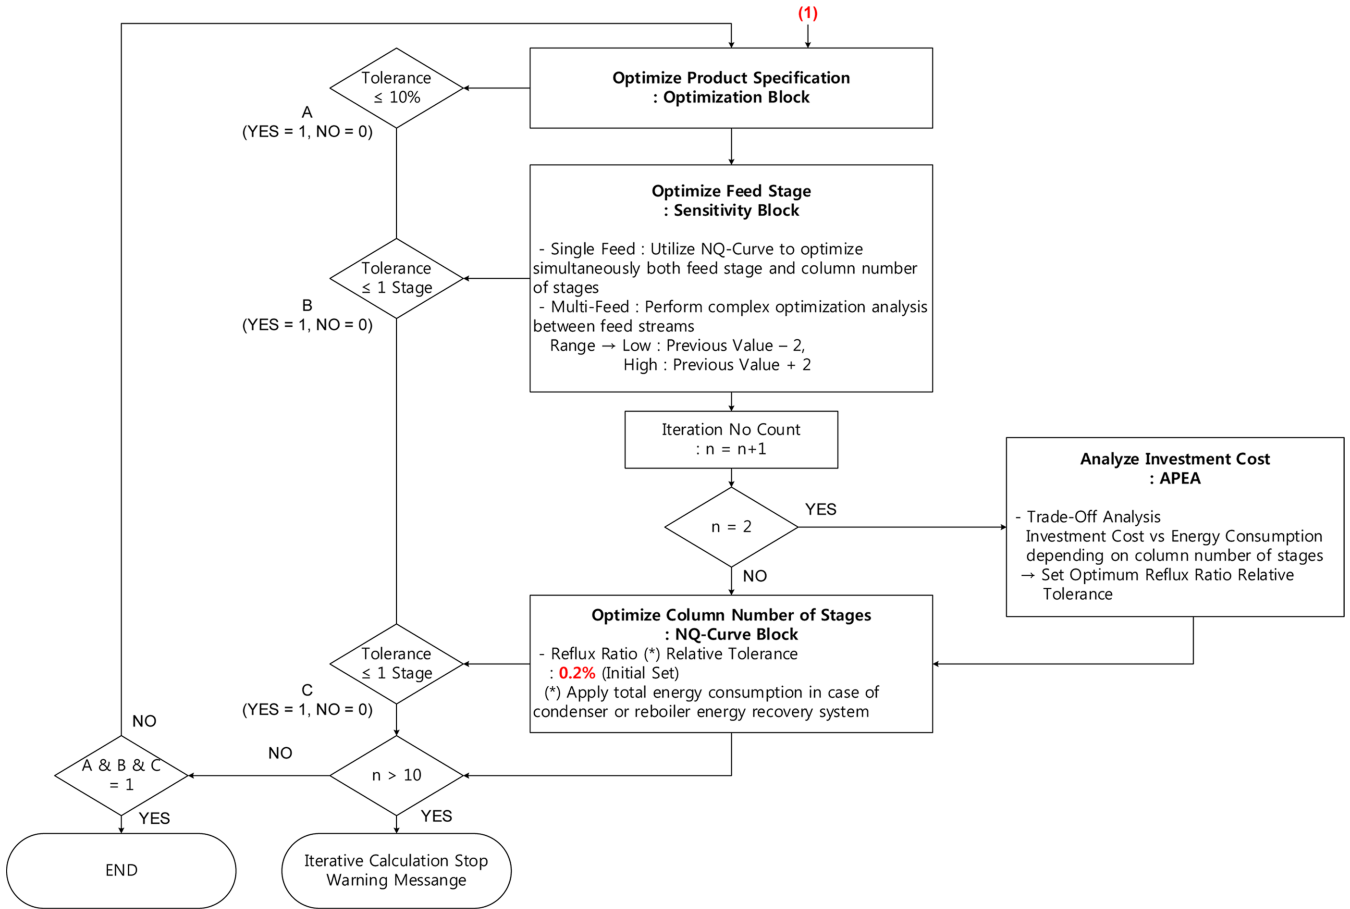 (1)
Optimize Product Specification
: Optimization Block
Tolerance
≤ 10%
A
(YES = 1, NO = 0)
Optimize Feed Stage
: Sensitivity Block
- Single Feed : Utilize NQ-Curve to optimize
simultaneously both feed stage and column number
of stages
- Multi-Feed : Perform complex optimization analysis
between feed streams
Range → Low : Previous Value – 2,
High : Previous Value + 2
Tolerance
≤ 1 Stage
B
(YES = 1, NO = 0)
Iteration No Count
: n = n+1
n = 2
YES
NO
Analyze Investment Cost
: APEA
- Trade-Off Analysis
Investment Cost vs Energy Consumption
depending on column number of stages
→ Set Optimum Reflux Ratio Relative
Tolerance
Optimize Column Number of Stages
: NQ-Curve Block
- Reflux Ratio (*) Relative Tolerance
: 0.2% (Initial Set)
(*) Apply total energy consumption in case of
condenser or reboiler energy recovery system
Tolerance
≤ 1 Stage
C
(YES = 1, NO = 0)
n > 10
NO
YES
A & B & C
= 1
NO
YES
END
Iterative Calculation Stop
Warning Messange